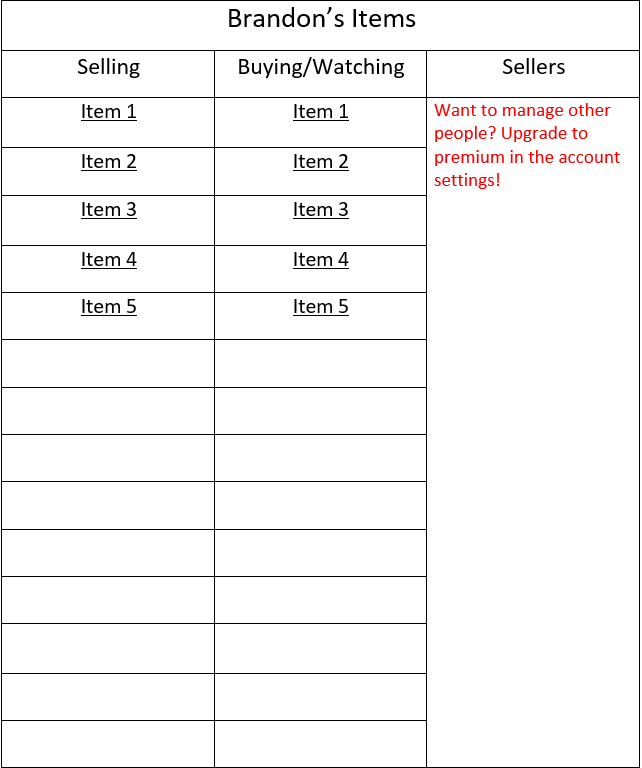 Brandon’s Items
Selling
Buying/Watching
Sellers
Item 1
Item 1
Want to manage other
people? Upgrade to
premium in the account
settings!
Item 2
Item 2
Item 3
Item 3
Item 4
Item 4
Item 5
Item 5